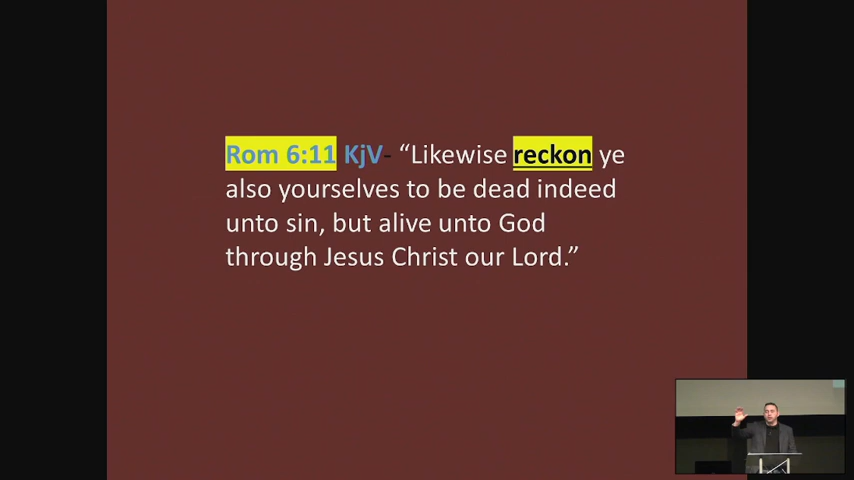 Rom 6:11 KjV- “Likewise reckon ye
also yourselves to be dead indeed
unto sin, but alive unto God
through Jesus Christ our Lord.”